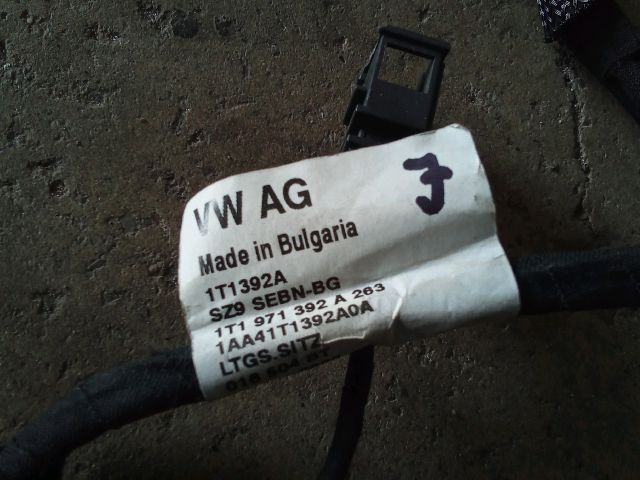 VW AG
Made in Bulgaria
1T1392A
SZ9 SEBN-BG
1T1 971 392 A 263
1AA41T1392A0A
LTGS.SITZ